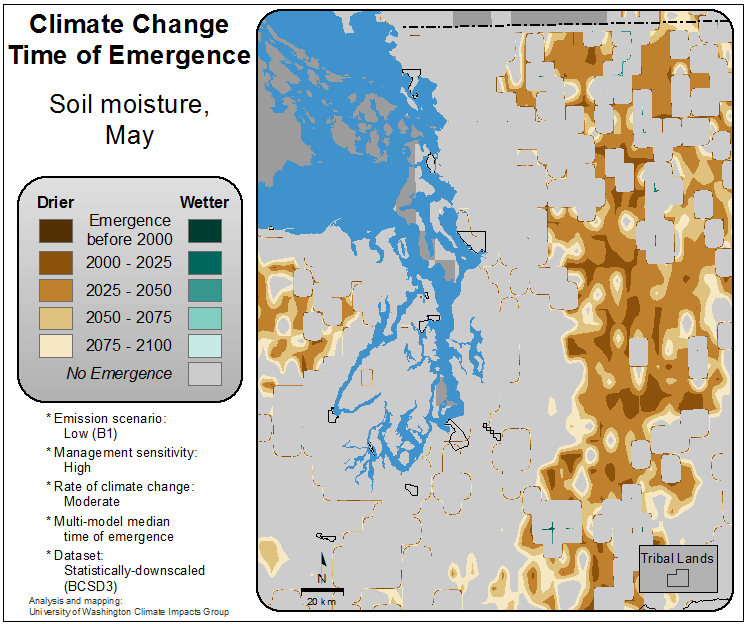 Climate Change
Time of Emergence
Soil moisture,
May
Drier
Wetter
Emergence
before 2000
2000 - 2025
2025 - 2050
2050 - 2075
2075 - 2100
No Emergence
* Emission scenario:
Low (B1)
* Management sensitivity:
High
* Rate of climate change:
Moderate
* Multi-model median
time of emergence
* Dataset:
Statistically-downscaled
(BCSD3)
Analysis and mapping:
University of Washington Climate Impacts Group
N
20 km
Tribal Lands